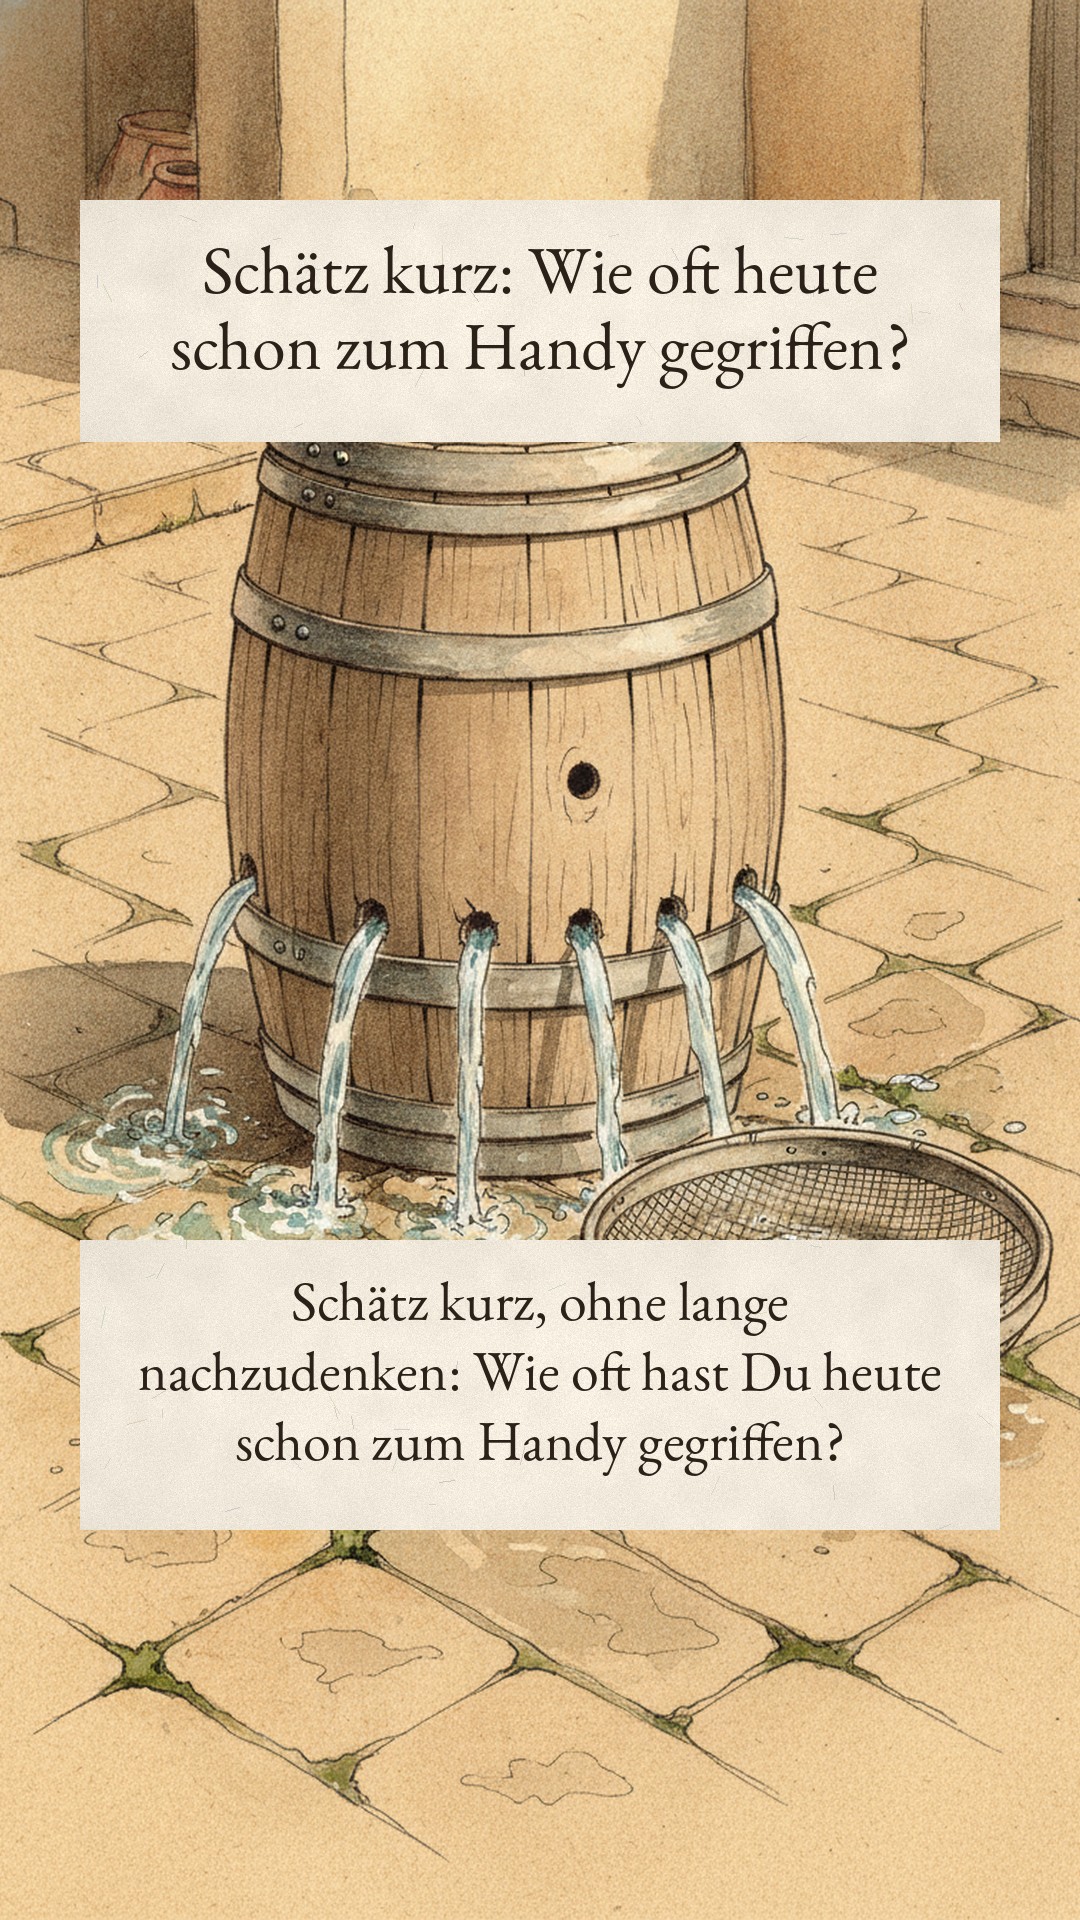 Schätz kurz: Wie oft heute
schon zum Handy gegriffen?
Schätz kurz, ohne lange
nachzudenken: Wie oft hast Du heute
schon zum Handy gegriffen?